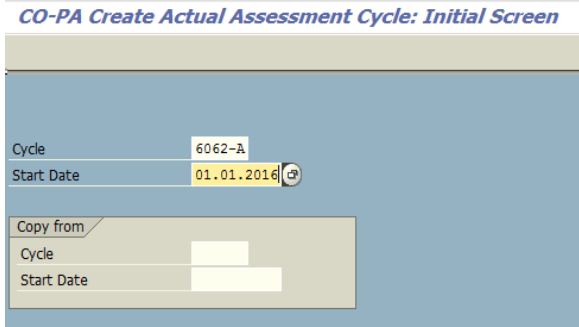 CO-PA Create Actual Assessment Cycle: Initial Screen
Cycle 6062-A
Start Date 01.01.2016
Copy from
Cycle
Start Date